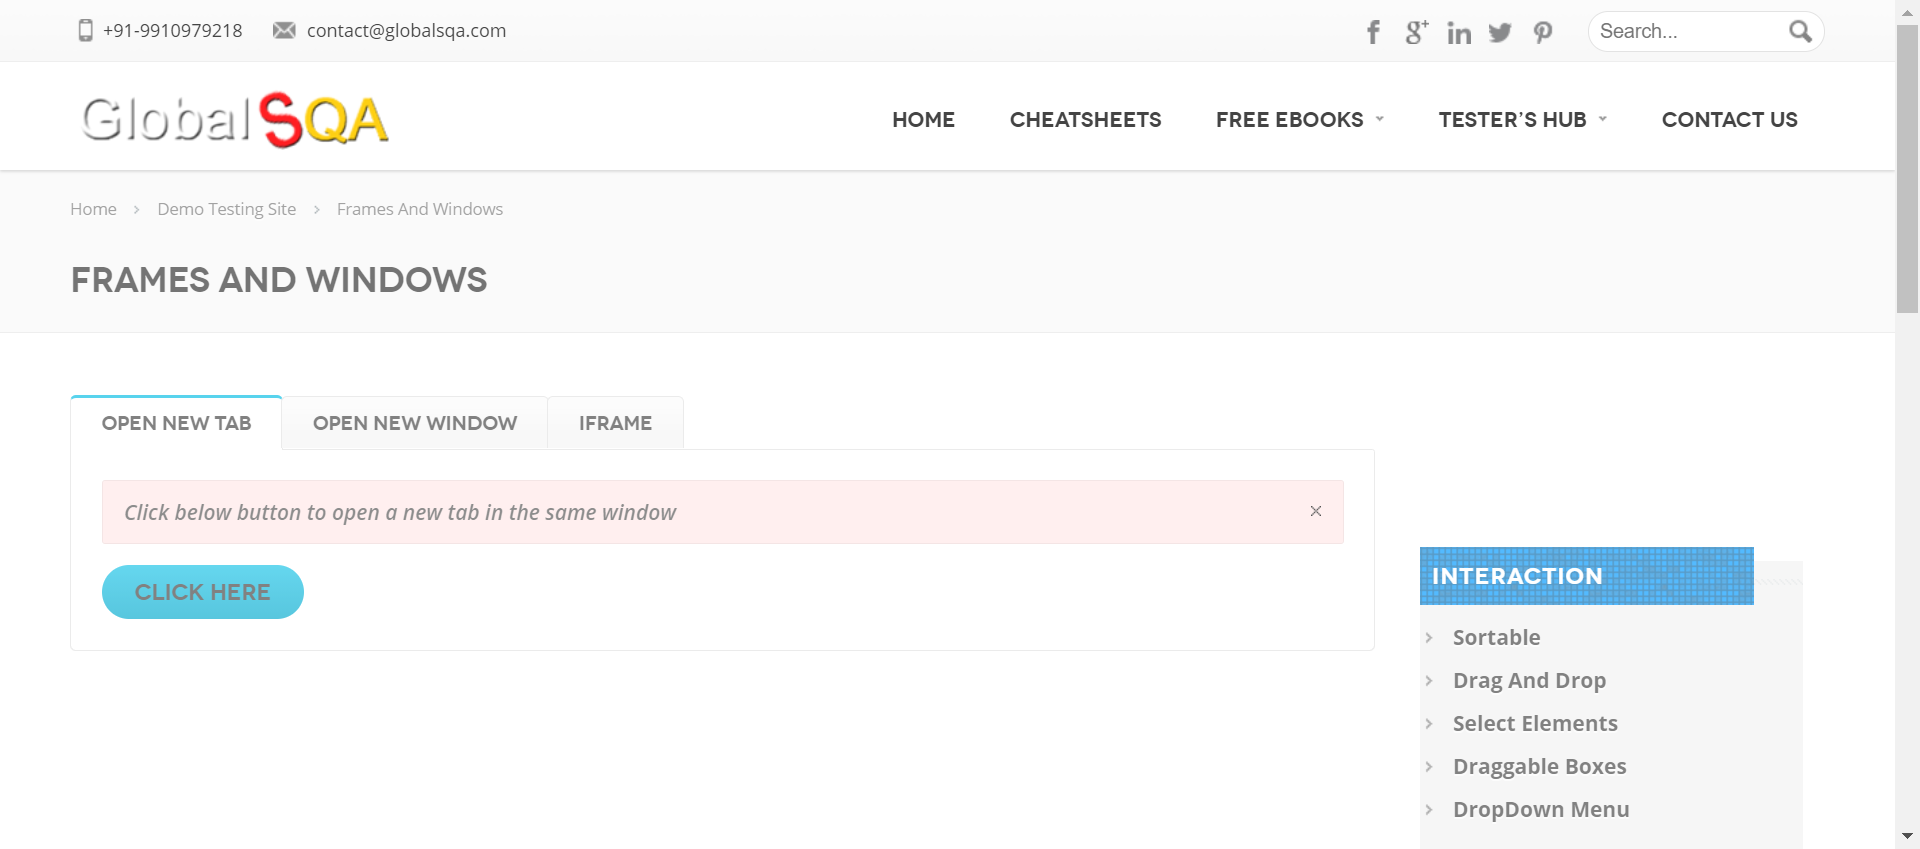 +91-9910979218 contact@globalsqa.com Search...
GlobalSQA
HOME CHEATSHEETS FREE EBOOKS TESTER’S HUB CONTACT US
Home > Demo Testing Site > Frames And Windows
FRAMES AND WINDOWS
OPEN NEW TAB OPEN NEW WINDOW IFRAME
Click below button to open a new tab in the same window
CLICK HERE
INTERACTION
Sortable
Drag And Drop
Select Elements
Draggable Boxes
DropDown Menu